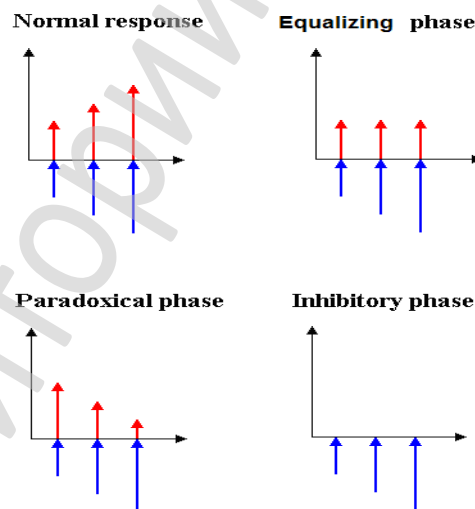 Normal response
Equalizing phase
Paradoxical phase
Inhibitory phase